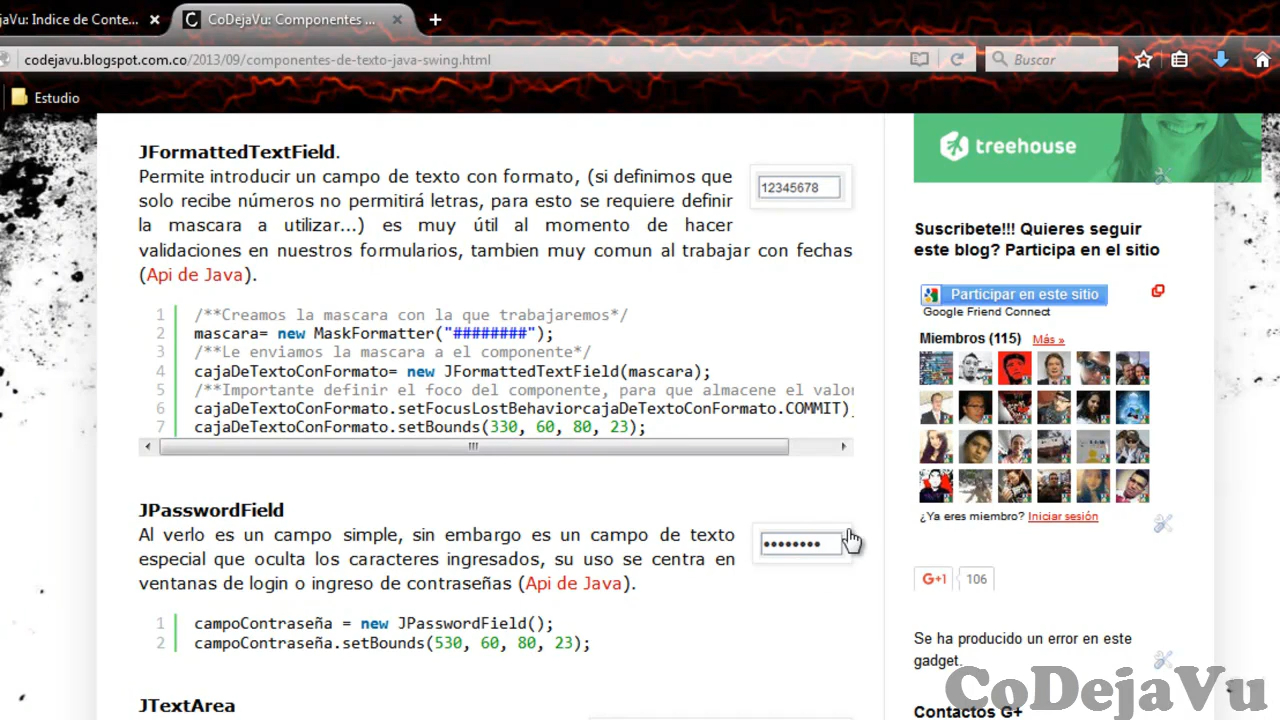 aVu: Indice de Conte...
CoDejaVu: Componentes ...
codejavu.blogspot.com.co/2013/09/componentes-de-texto-java-swing.html
Buscar
Estudio
JFormattedTextField.
Permite introducir un campo de texto con formato, (si definimos que
solo recibe números no permitirá letras, para esto se requiere definir
la mascara a utilizar...) es muy útil al momento de hacer
validaciones en nuestros formularios, tambien muy comun al trabajar con fechas
(Api de Java).
12345678
1 /**Creamos la mascara con la que trabajaremos*/
2 mascara= new MaskFormatter("########");
3 /**Le enviamos la mascara a el componente*/
4 cajaDeTextoConFormato= new JFormattedTextField(mascara);
5 /**Importante definir el foco del componente, para que almacene el valor
6 cajaDeTextoConFormato.setFocusLostBehaviorcajaDeTextoConFormato.COMMIT)
7 cajaDeTextoConFormato.setBounds(330, 60, 80, 23);
JPasswordField
Al verlo es un campo simple, sin embargo es un campo de texto
especial que oculta los caracteres ingresados, su uso se centra en
ventanas de login o ingreso de contraseñas (Api de Java).
••••••••
1 campoContraseña = new JPasswordField();
2 campoContraseña.setBounds(530, 60, 80, 23);
JTextArea
treehouse
Suscribete!!! Quieres seguir
este blog? Participa en el sitio
Participar en este sitio
Google Friend Connect
Miembros (115) Más »
¿Ya eres miembro? Iniciar sesión
G+1 106
Se ha producido un error en este
gadget.
Contactos G+
CoDejaVu